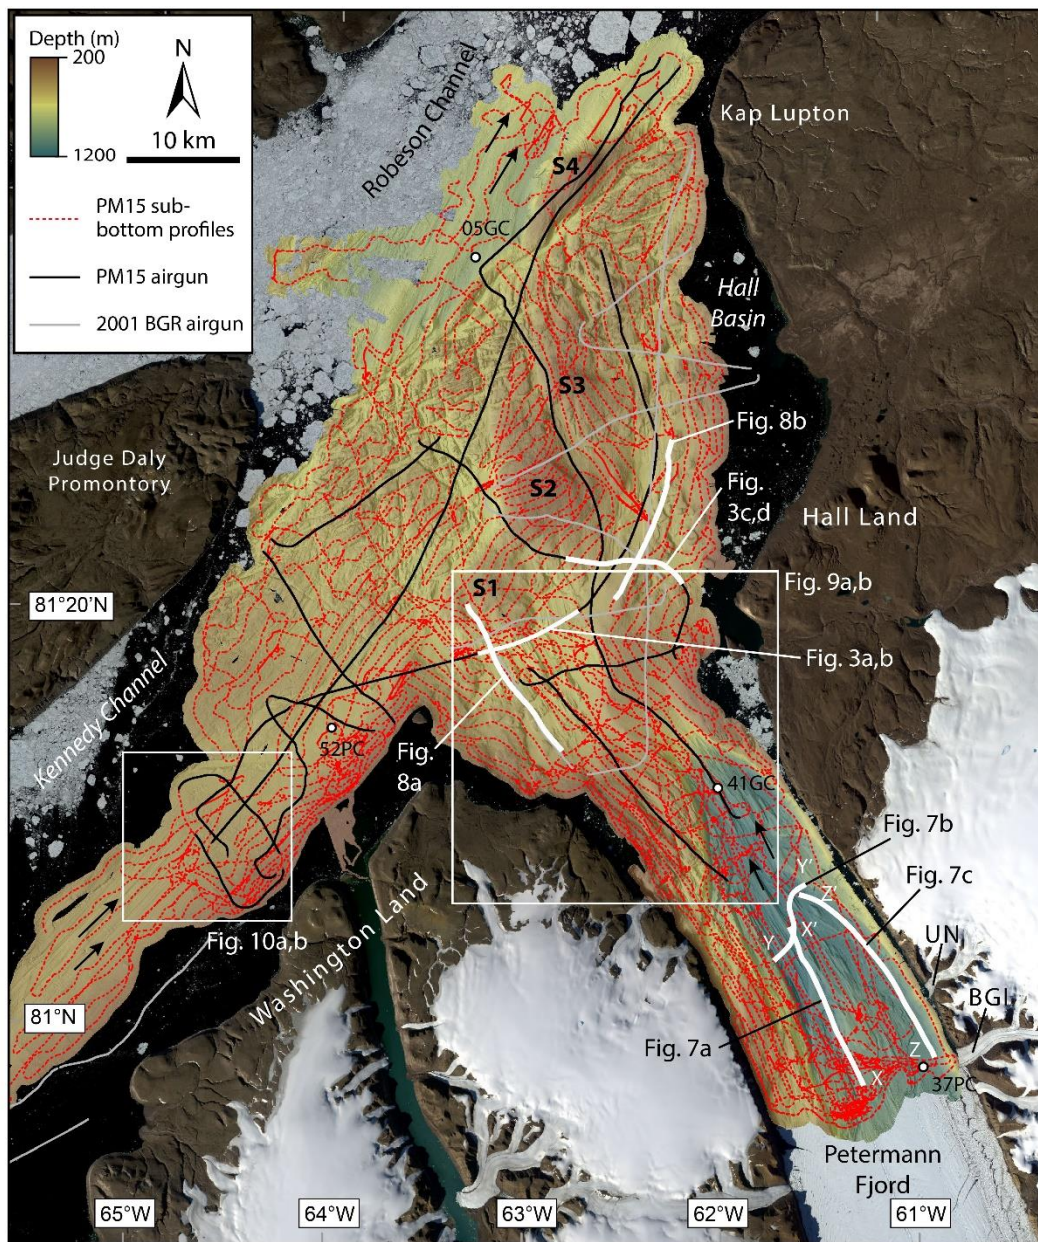 Depth (m)
200
1200
N
10 km
PM15 sub-
bottom profiles
PM15 airgun
2001 BGR airgun
Robeson Channel
Kap Lupton
S4
05GC
Hall
Basin
S3
Fig. 8b
Judge Daly
Promontory
S2
Fig.
3c,d
Hall Land
S1
Fig. 9a,b
81°20'N
Fig. 3a,b
Kennedy Channel
52PC
Fig.
8a
41GC
Fig. 7b
Y'
Z'
Fig. 7c
X'
Y
UN
Fig. 10a,b
Washington Land
BGI
81°N
Fig. 7a
Z
X
37PC
Petermann
Fjord
65°W
64°W
63°W
62°W
61°W